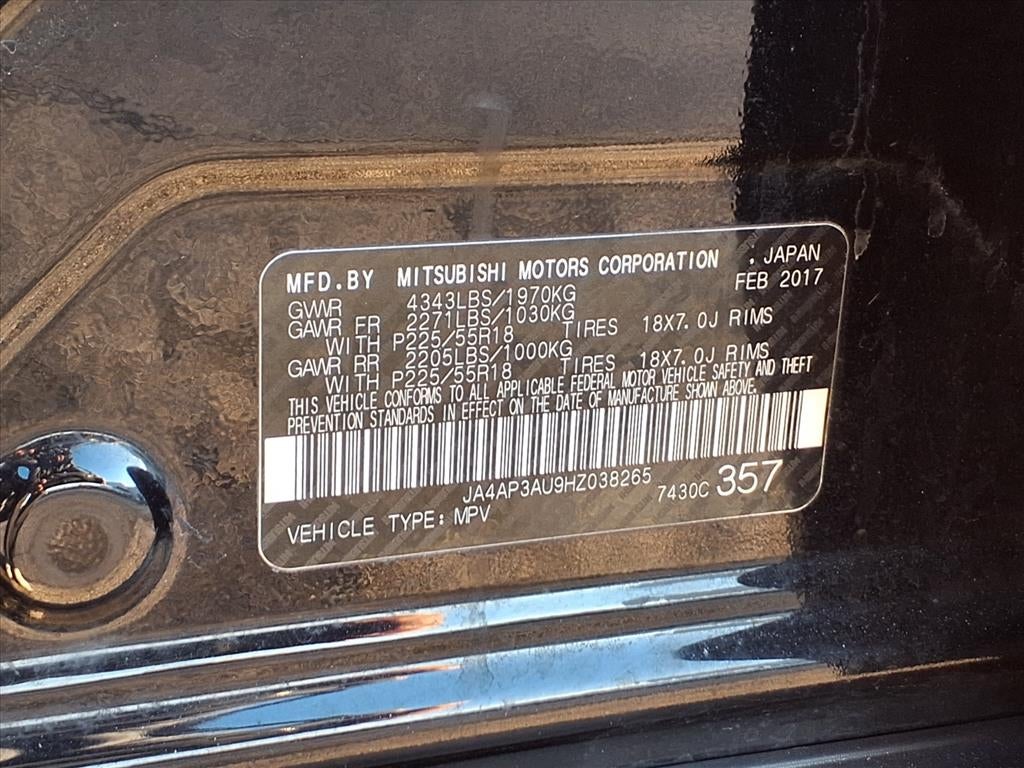 MFD.BY MITSUBISHI MOTORS CORPORATION . JAPAN
FEB 2017
GVWR 4343LBS/1970KG
GAWR FR 2271LBS/1030KG
WITH P225/55R18 TIRES 18X7.0J RIMS
GAWR RR 2205LBS/1000KG
WITH P225/55R18 TIRES 18X7.0J RIMS
THIS VEHICLE CONFORMS TO ALL APPLICABLE FEDERAL MOTOR VEHICLE SAFETY AND THEFT
PREVENTION STANDARDS IN EFFECT ON THE DATE OF MANUFACTURE SHOWN ABOVE.
JA4AP3AU9HZ038265 7430C 357
VEHICLE TYPE: MPV